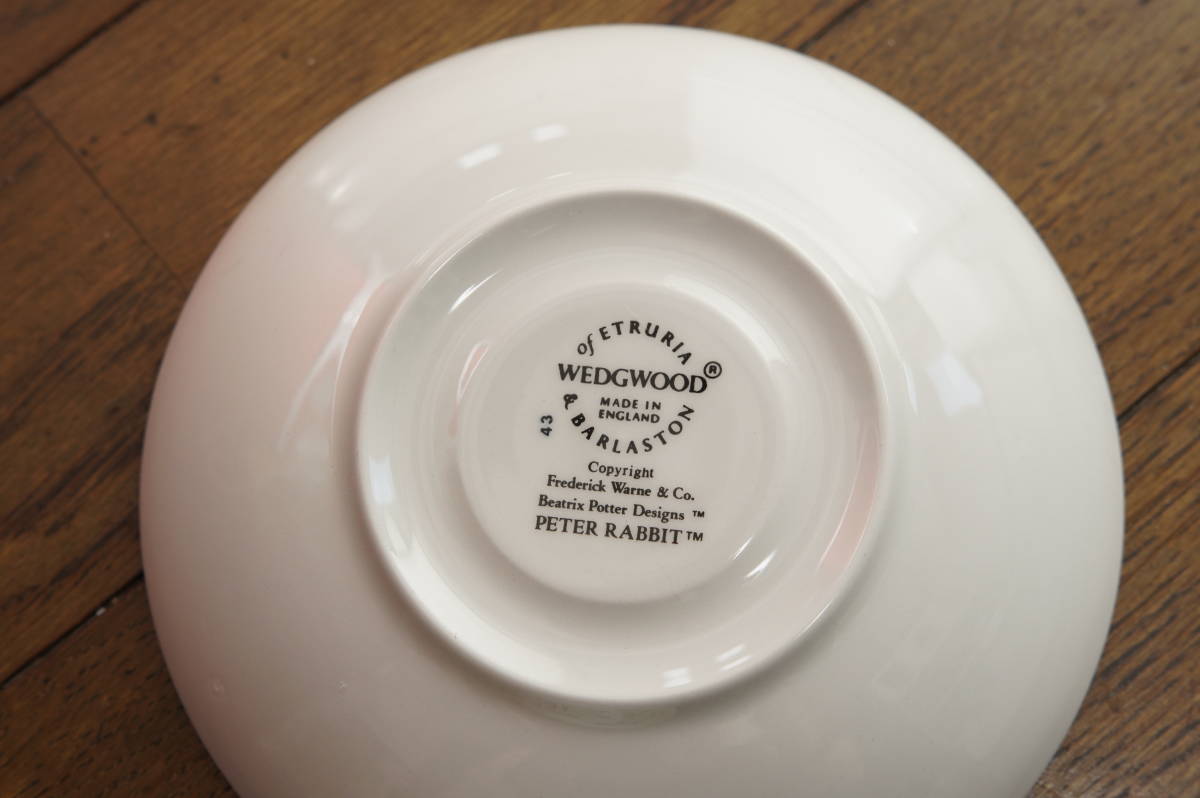 of ETRURIA
WEDGWOOD®
MADE IN
ENGLAND
& BARLASTON
43
Copyright
Frederick Warne & Co.
Beatrix Potter Designs ™
PETER RABBIT™